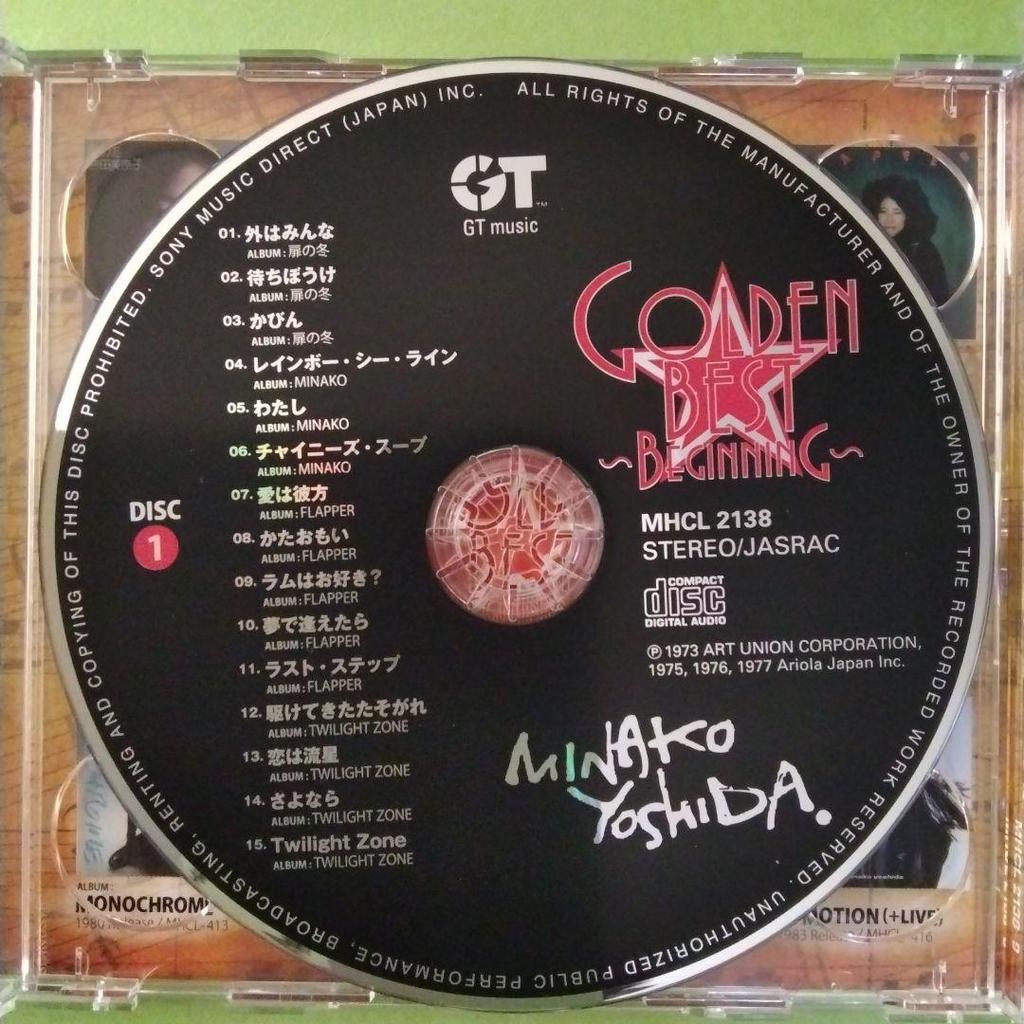 BROADCASTING, RENTING AND COPYING OF THIS DISC PROHIBITED. SONY MUSIC DIRECT (JAPAN) INC. ALL RIGHTS OF THE MANUFACTURER AND OF THE OWNER OF THE RECORDED WORK RESERVED. UNAUTHORIZED PUBLIC PERFORMANCE,
GT
TM
GT music
01. 外はみんな
ALBUM : 扉の冬
02. 待ちぼうけ
ALBUM : 扉の冬
03. かびん
ALBUM : 扉の冬
04. レインボー・シー・ライン
ALBUM : MINAKO
05. わたし
ALBUM : MINAKO
06. チャイニーズ・スープ
ALBUM : MINAKO
07. 愛は彼方
ALBUM : FLAPPER
08. かたおもい
ALBUM : FLAPPER
09. ラムはお好き？
ALBUM : FLAPPER
10. 夢で逢えたら
ALBUM : FLAPPER
11. ラスト・ステップ
ALBUM : FLAPPER
12. 駆けてきたたそがれ
ALBUM : TWILIGHT ZONE
13. 恋は流星
ALBUM : TWILIGHT ZONE
14. さよなら
ALBUM : TWILIGHT ZONE
15. Twilight Zone
ALBUM : TWILIGHT ZONE
DISC
1
GOLDEN
BEST
~BEGINNING~
MHCL 2138
STEREO/JASRAC
COMPACT
disc
DIGITAL AUDIO
℗ 1973 ART UNION CORPORATION,
1975, 1976, 1977 Ariola Japan Inc.
MINAKO
YOSHIDA.
ALBUM :
MONOCHROME
1980 Release / MHCL-413
MOTION (+LIVE)
1983 Release / MHCL-416